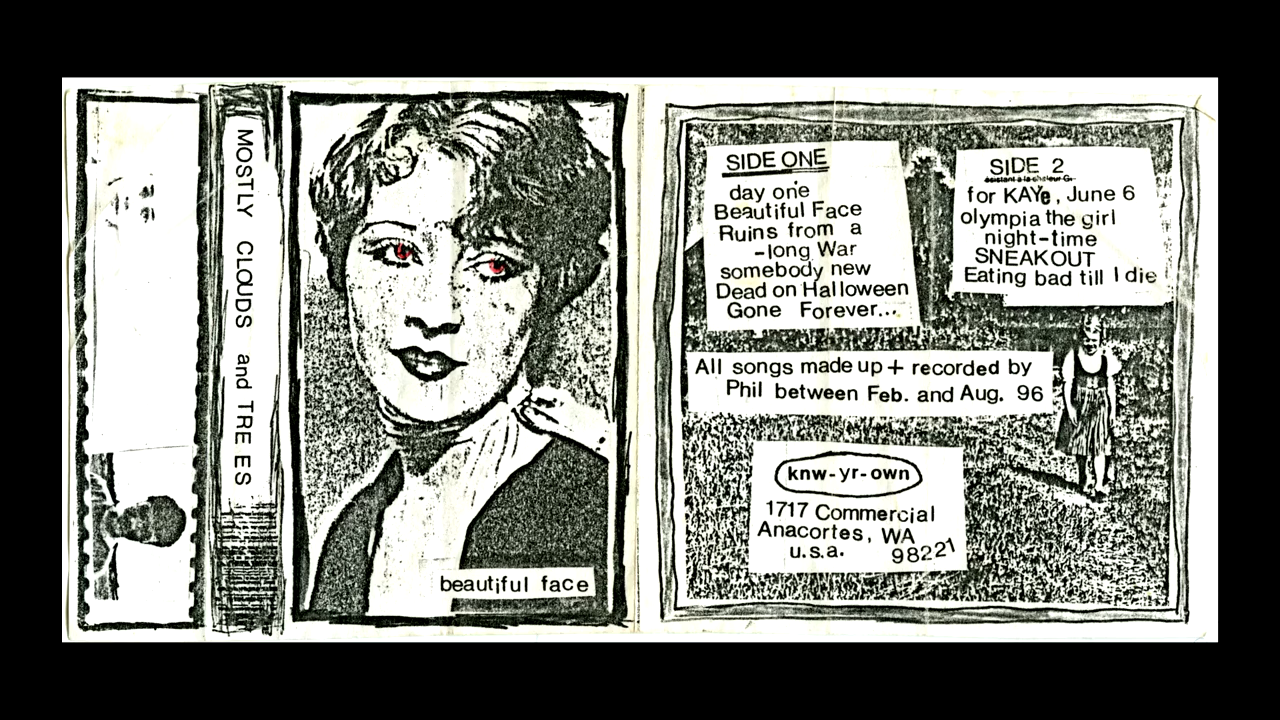 MOSTLY CLOUDS and TREES
beautiful face
SIDE ONE
day one
Beautiful Face
Ruins from a
-long War
somebody new
Dead on Halloween
Gone Forever...
SIDE 2
for KAYe, June 6
olympia the girl
night-time
SNEAKOUT
Eating bad till I die
All songs made up + recorded by
Phil between Feb. and Aug. 96
knw-yr-own
1717 Commercial
Anacortes, WA
u.s.a. 98221